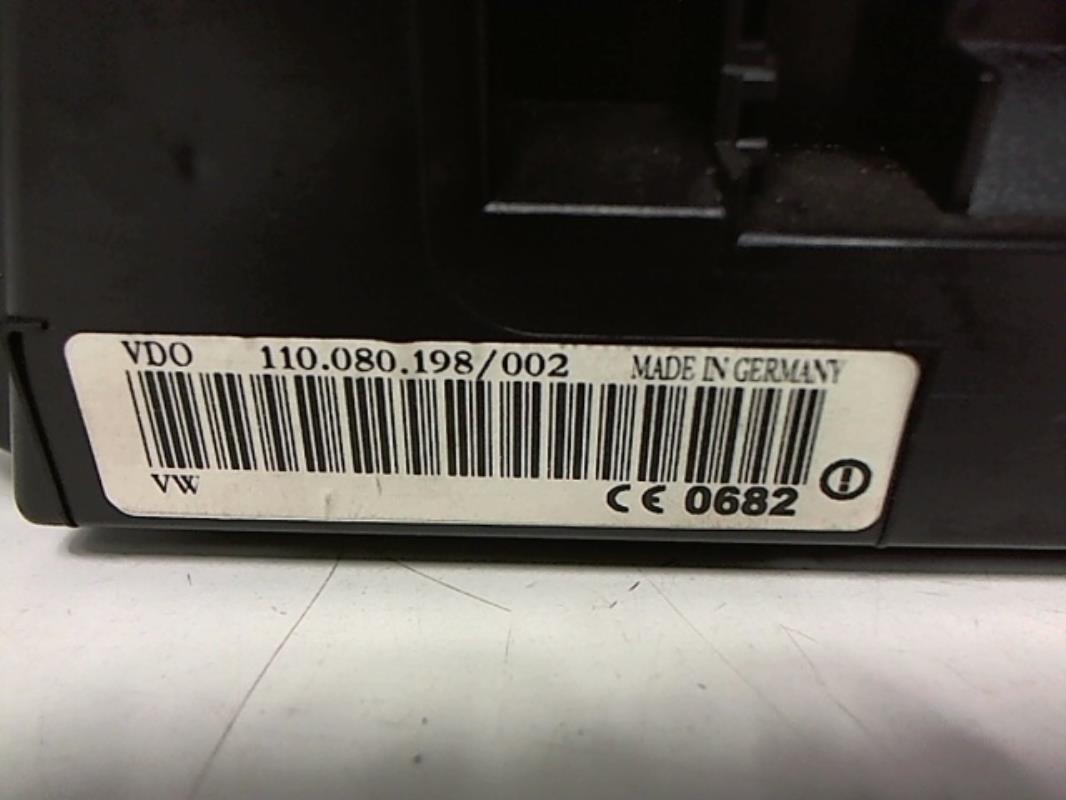 VDO 110.080.198/002 MADE IN GERMANY
VW
CE 0682